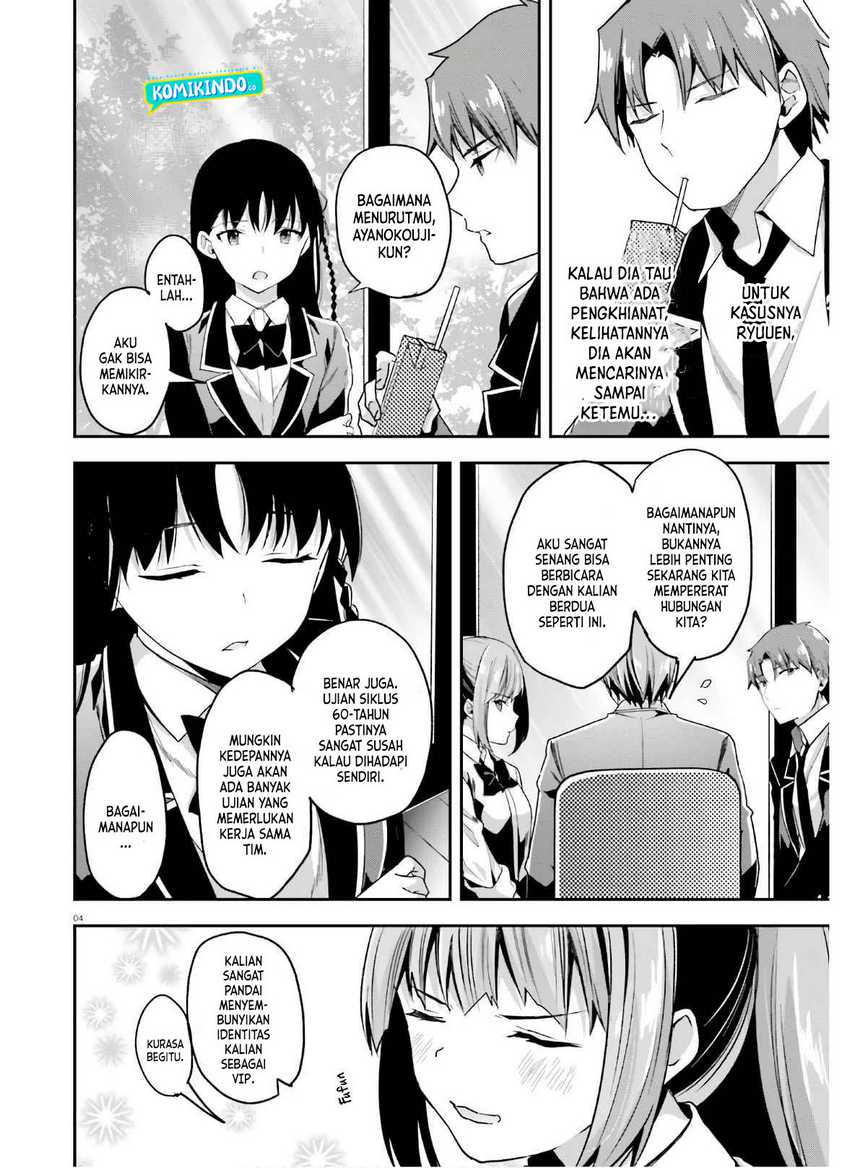 UNTUK
KASUSNYA
RYUUEN,
KALAU DIA TAU
BAHWA ADA
PENGKHIANAT,
KELIHATANNYA
DIA AKAN
MENCARINYA
SAMPAI
KETEMU...
KOMIKINDO.co
BAGAIMANA
MENURUTMU,
AYANOKOUJI-
KUN?
ENTAH-
LAH...
AKU
GAK BISA
MEMIKIR-
KANNYA.
BAGAIMANAPUN
NANTINYA,
BUKANNYA
LEBIH PENTING
SEKARANG KITA
MEMPERERAT
HUBUNGAN
KITA?
AKU SANGAT
SENANG BISA
BERBICARA
DENGAN KALIAN
BERDUA
SEPERTI INI.
BENAR JUGA.
UJIAN SIKLUS
60-TAHUN
PASTINYA
SANGAT SUSAH
KALAU DIHADAPI
SENDIRI.
MUNGKIN
KEDEPANNYA
JUGA AKAN
ADA BANYAK
UJIAN YANG
MEMERLUKAN
KERJA SAMA
TIM.
BAGAI-
MANAPUN
...
04
KALIAN
SANGAT
PANDAI
MENYEM-
BUNYIKAN
IDENTITAS
KALIAN
SEBAGAI
VIP.
KURASA
BEGITU.
Fufun